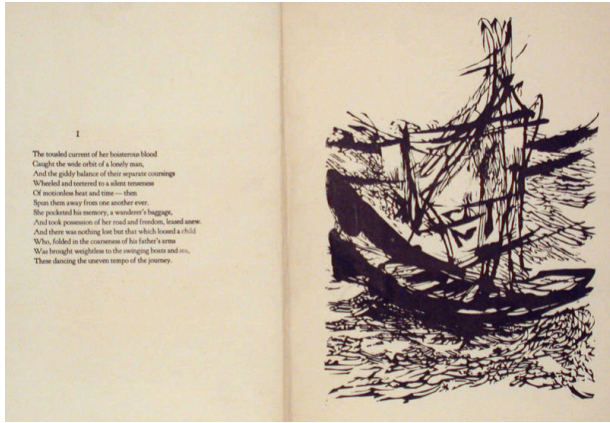 I
The tousled current of her boisterous blood
Caught the wide orbit of a lonely man,
And the giddy balance of their separate coursings
Wheeled and teetered to a silent tenseness
Of motionless heat and time — then
Spun them away from one another ever.
She pocketed his memory, a wanderer's baggage,
And took possession of her road and freedom, leased anew.
And there was nothing lost but that which loosed a child
Who, folded in the coarseness of his father's arms
Was brought weightless to the swinging boats and sea,
These dancing the uneven tempo of the journey.